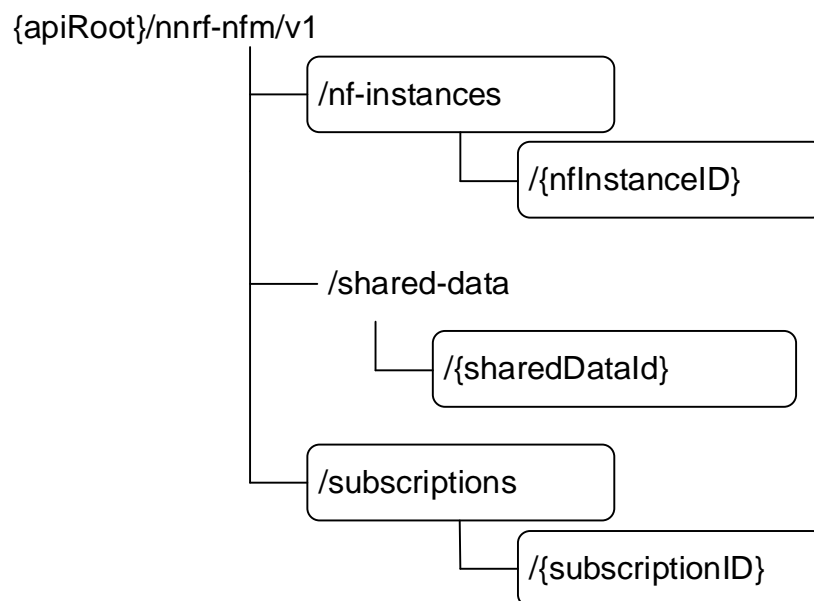 {apiRoot}/nnrf-nfm/v1
/nf-instances
/{nfInstanceID}
/shared-data
/{sharedDataId}
/subscriptions
/{subscriptionID}